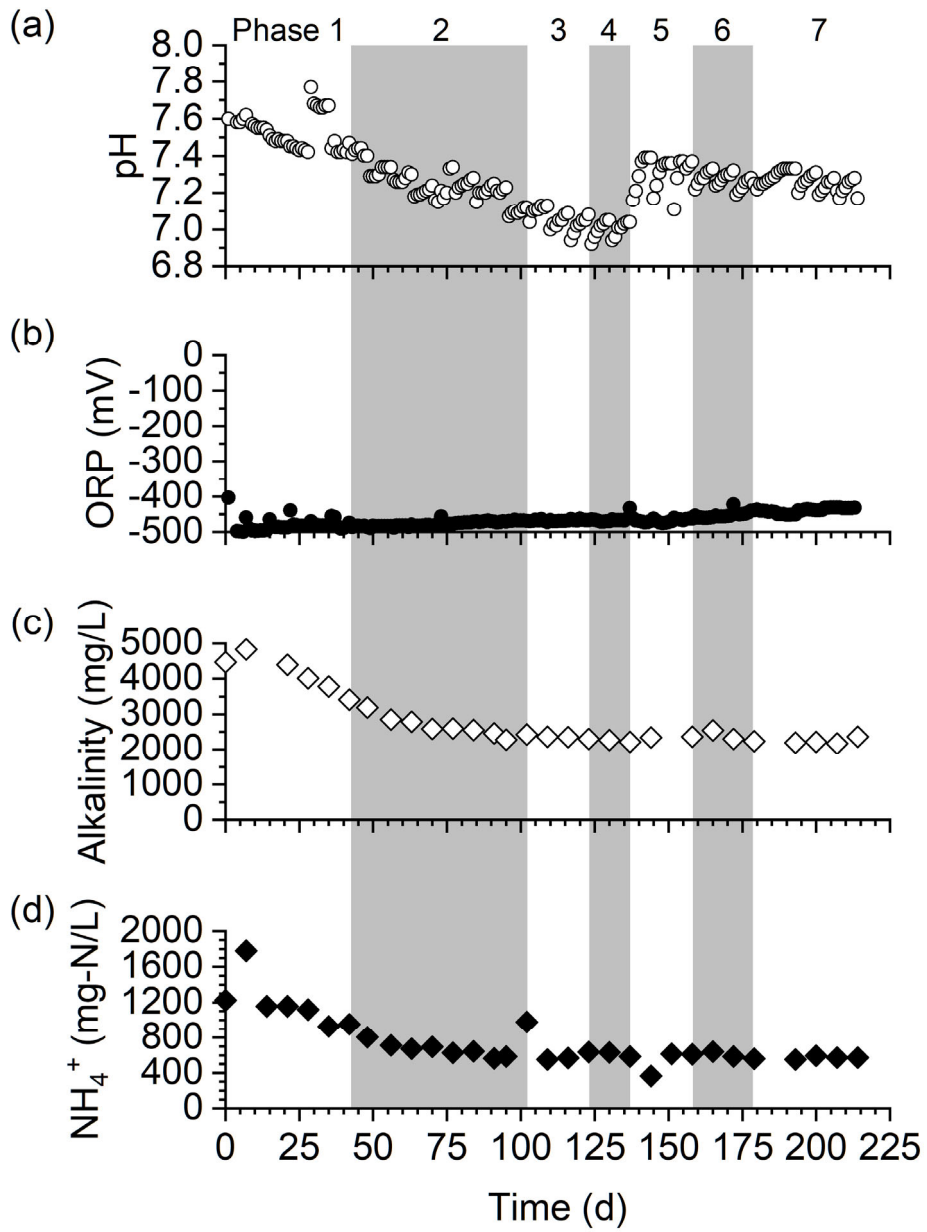 (a) Phase 1 2 3 4 5 6 7
8.0
7.8
7.6
7.4
7.2
7.0
6.8
pH
(b)
0
-100
-200
-300
-400
-500
ORP (mV)
(c)
5000
4000
3000
2000
1000
0
Alkalinity (mg/L)
(d)
2000
1600
1200
800
400
0
NH₄⁺ (mg-N/L)
0 25 50 75 100 125 150 175 200 225
Time (d)